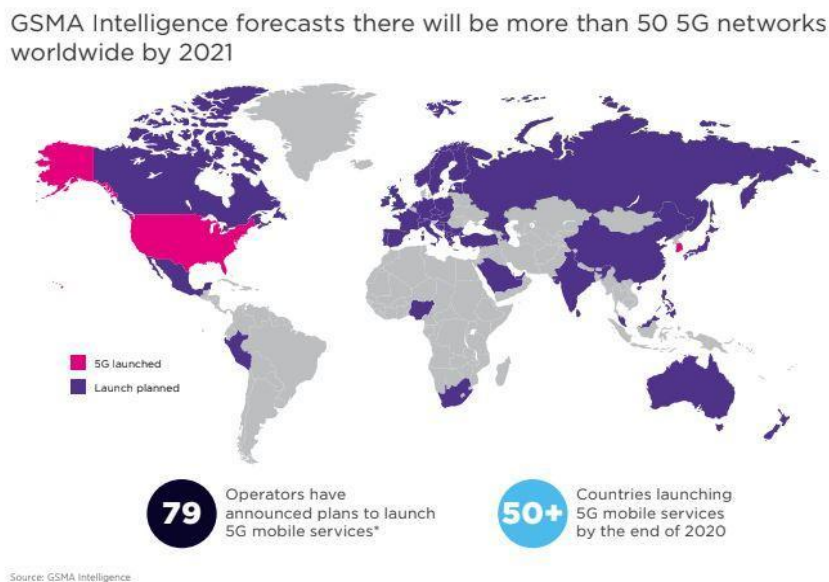 GSMA Intelligence forecasts there will be more than 50 5G networks
worldwide by 2021
5G launched
Launch planned
79
Operators have
announced plans to launch
5G mobile services*
50+
Countries launching
5G mobile services
by the end of 2020
Source: GSMA Intelligence